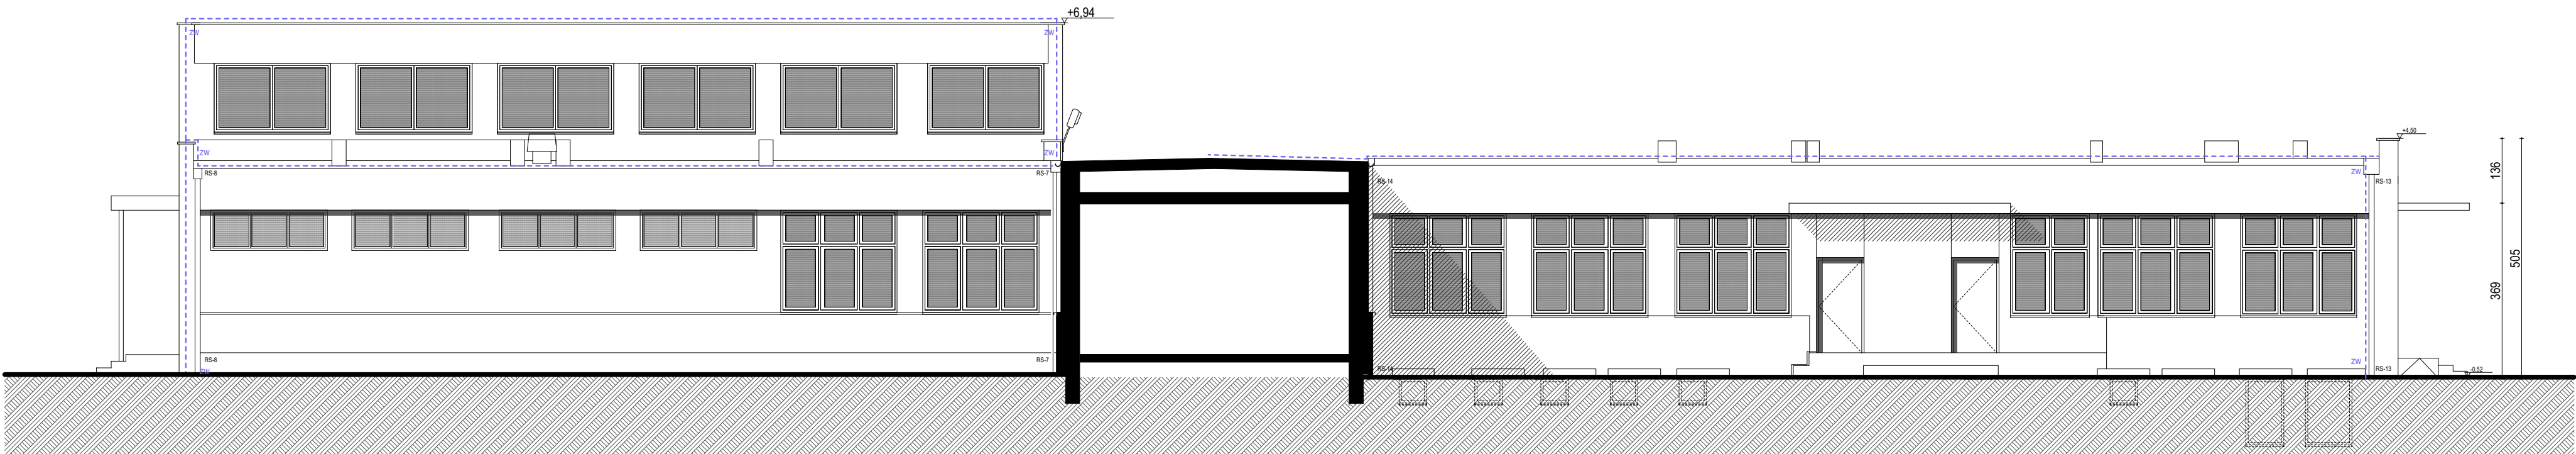 +6,94
ZW
ZW
+4,50
ZW
ZW
136
RS-8
RS-7
RS-14
ZW
RS-13
505
369
RS-8
RS-7
ZW
RS-14
ZW
RS-13
-0,52